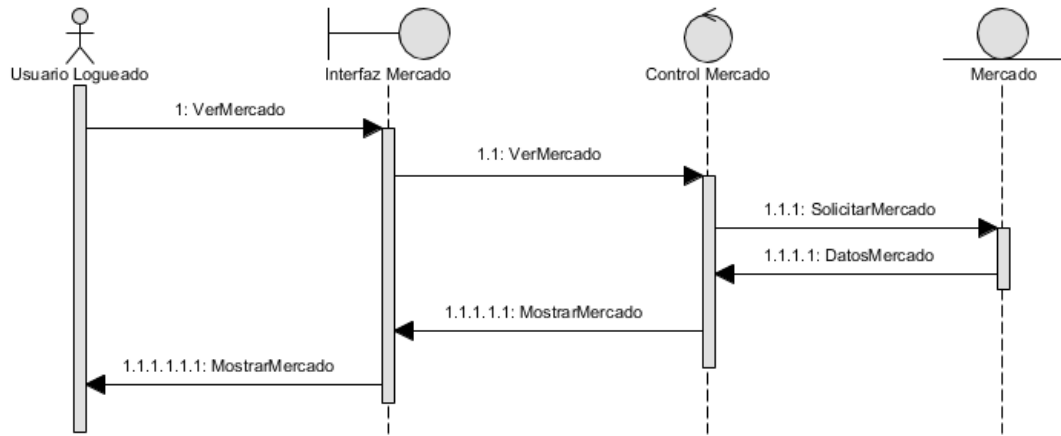 Usuario Logueado
Interfaz Mercado
Control Mercado
Mercado
1: VerMercado
1.1: VerMercado
1.1.1: SolicitarMercado
1.1.1.1: DatosMercado
1.1.1.1.1: MostrarMercado
1.1.1.1.1.1: MostrarMercado